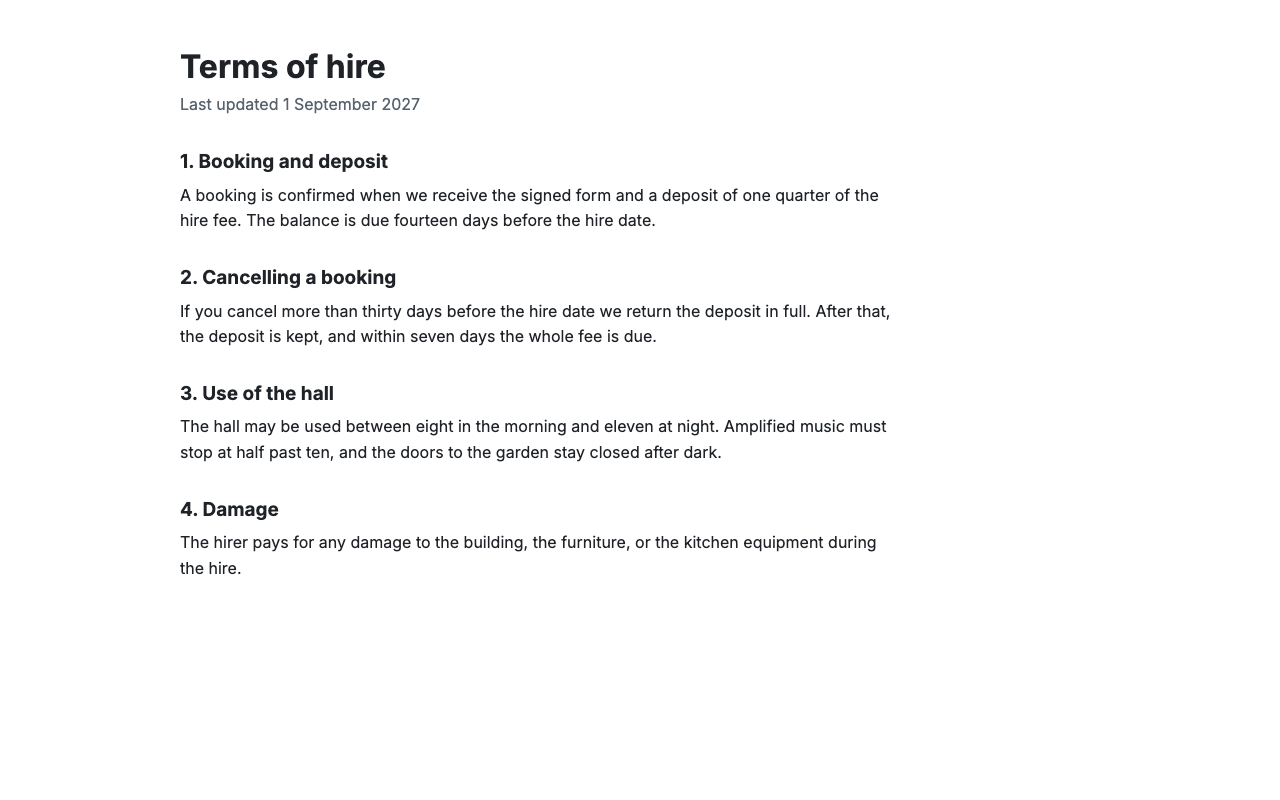 Terms of hire
Last updated 1 September 2027
1. Booking and deposit
A booking is confirmed when we receive the signed form and a deposit of one quarter of the
hire fee. The balance is due fourteen days before the hire date.
2. Cancelling a booking
If you cancel more than thirty days before the hire date we return the deposit in full. After that,
the deposit is kept, and within seven days the whole fee is due.
3. Use of the hall
The hall may be used between eight in the morning and eleven at night. Amplified music must
stop at half past ten, and the doors to the garden stay closed after dark.
4. Damage
The hirer pays for any damage to the building, the furniture, or the kitchen equipment during
the hire.